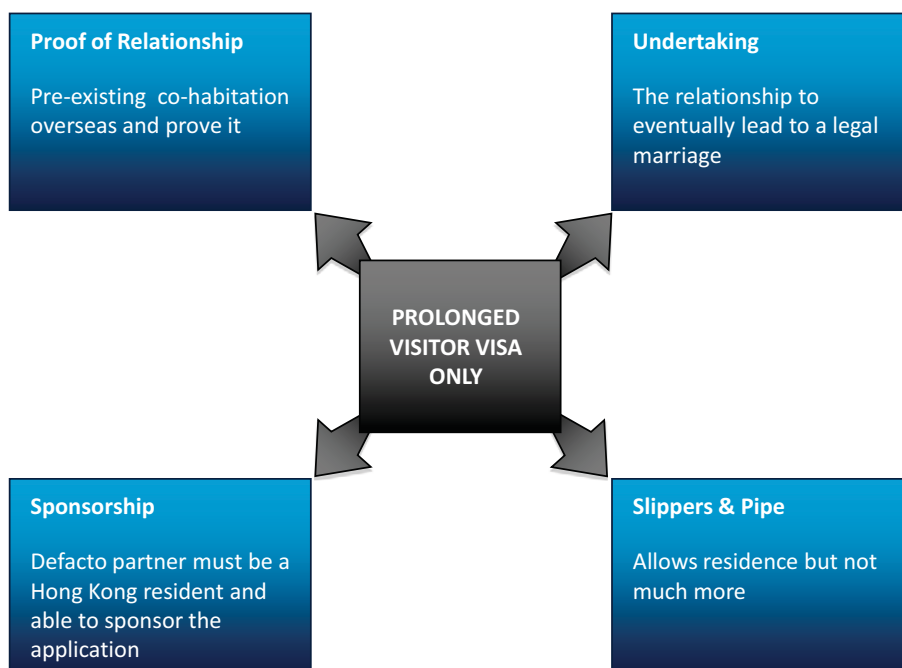 Proof of Relationship
Pre-existing co-habitation
overseas and prove it
Undertaking
The relationship to
eventually lead to a legal
marriage
PROLONGED
VISITOR VISA
ONLY
Sponsorship
Defacto partner must be a
Hong Kong resident and
able to sponsor the
application
Slippers & Pipe
Allows residence but not
much more